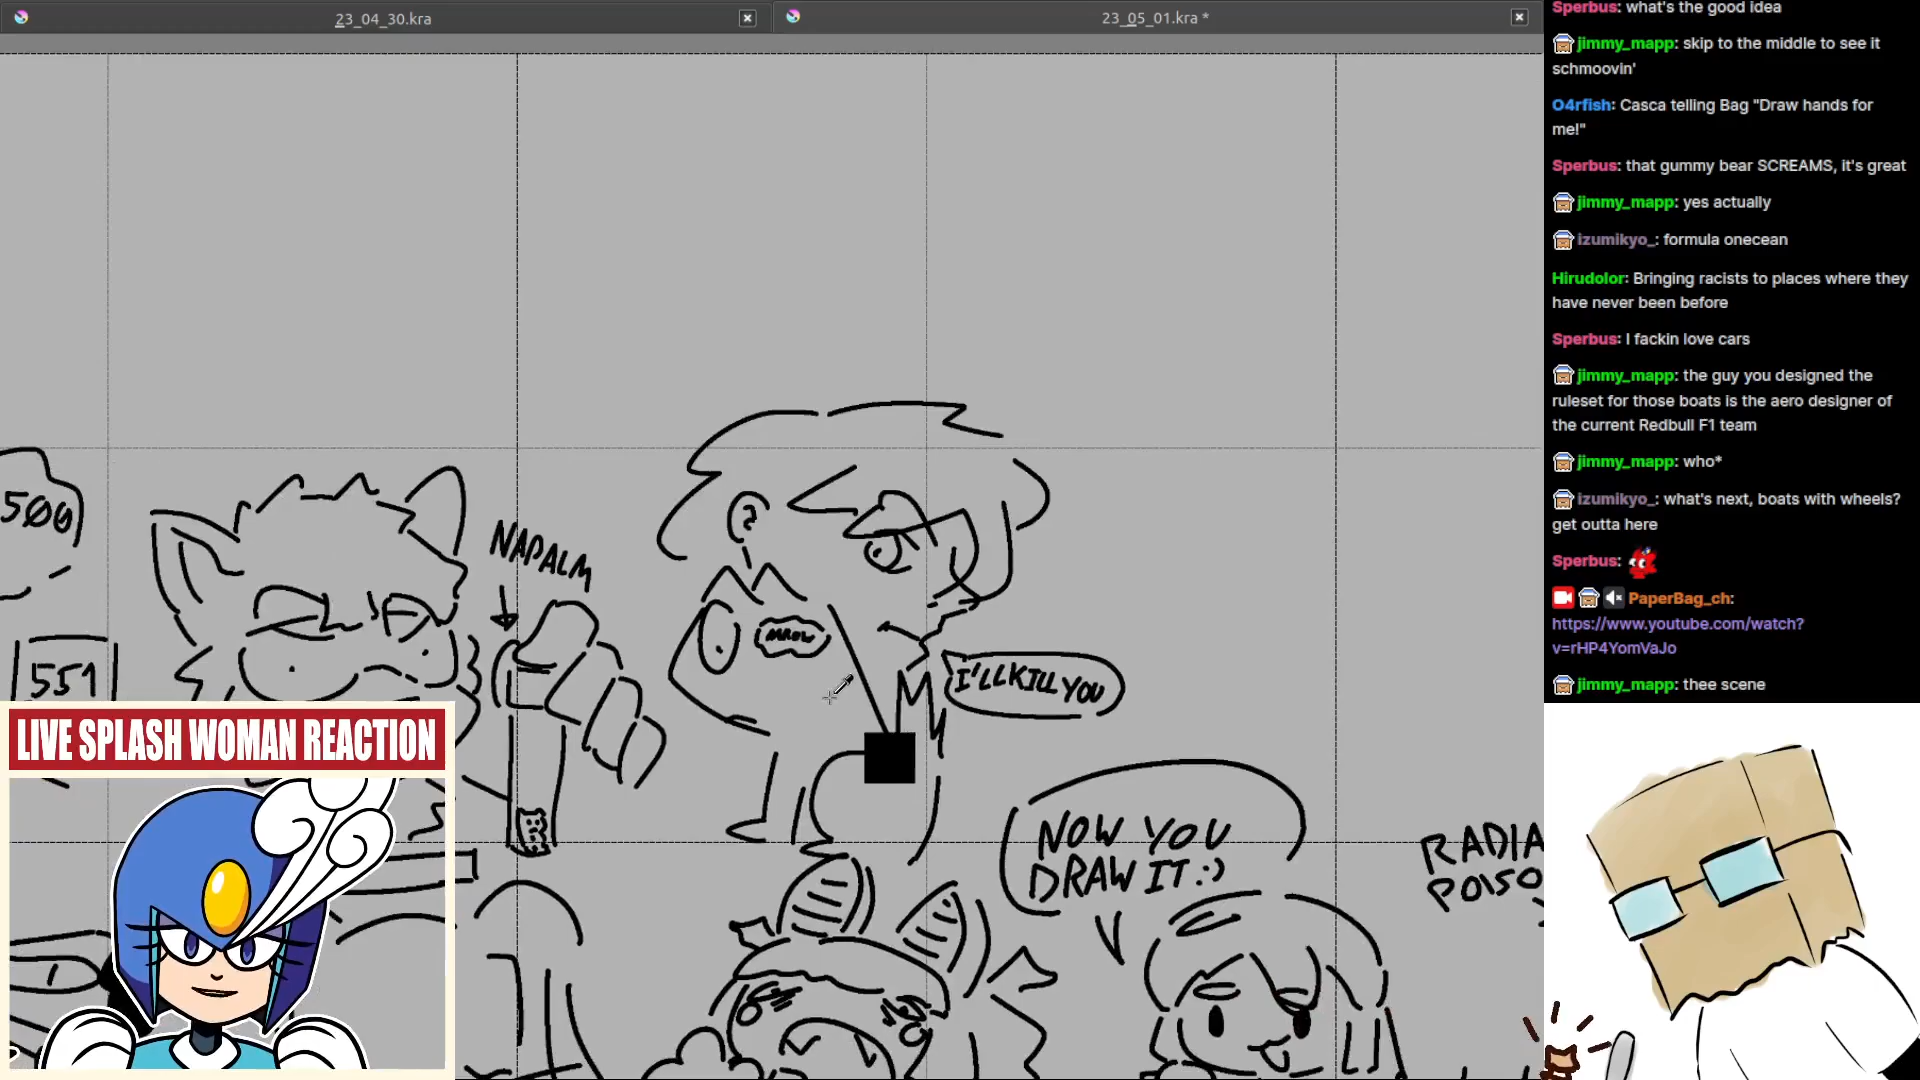 23_04_30.kra
23_05_01.kra *
Sperbus: what's the good idea
jimmy_mapp: skip to the middle to see it
schmoovin'
O4rfish: Casca telling Bag "Draw hands for
me!"
Sperbus: that gummy bear SCREAMS, it's great
jimmy_mapp: yes actually
izumikyo_: formula onecean
Hirudolor: Bringing racists to places where they
have never been before
Sperbus: I fackin love cars
jimmy_mapp: the guy you designed the
ruleset for those boats is the aero designer of
the current Redbull F1 team
jimmy_mapp: who*
izumikyo_: what's next, boats with wheels?
get outta here
Sperbus:
PaperBag_ch:
https://www.youtube.com/watch?
v=rHP4YomVaJo
jimmy_mapp: thee scene
500
NAPALM
551
I'LL KILL YOU
NOW YOU
DRAW IT :)
LIVE SPLASH WOMAN REACTION